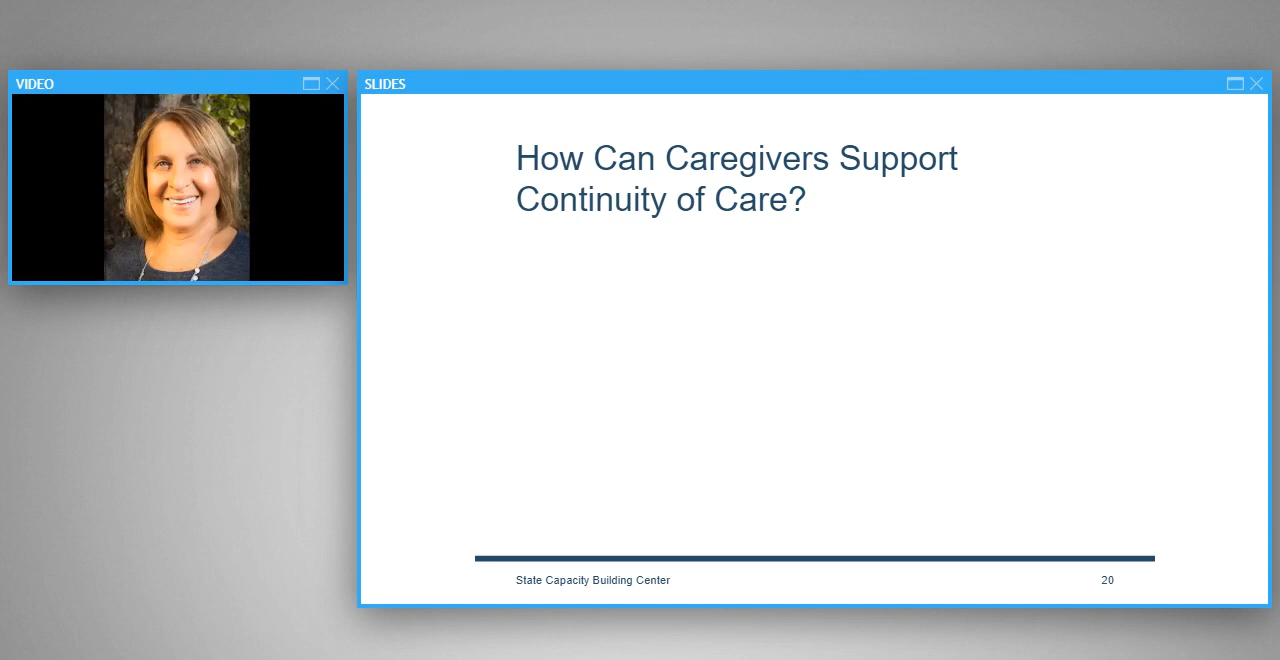 VIDEO
SLIDES
How Can Caregivers Support
Continuity of Care?
State Capacity Building Center
20